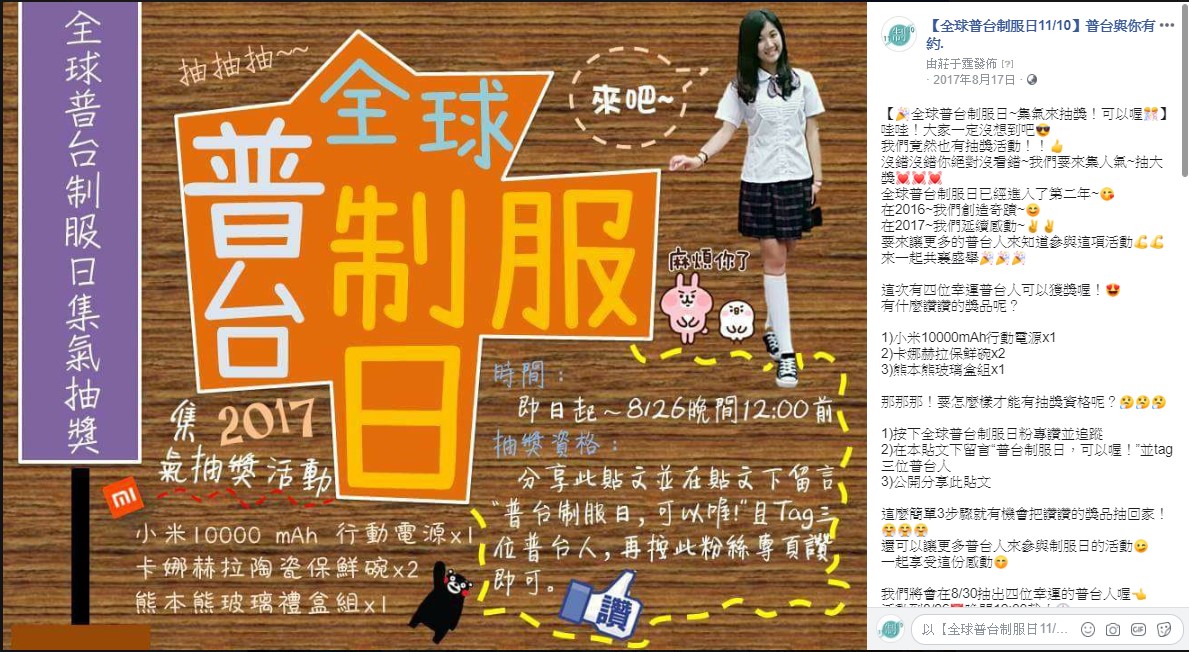 全球普台制服日集氣抽獎
抽抽抽~~
全球
普台
制服
日
來吧~
麻煩你了
集2017
氣抽獎活動
mi
小米10000 mAh 行動電源x1
卡娜赫拉陶瓷保鮮碗x2
熊本熊玻璃禮盒組x1
時間：
即日起~8/26晚間12:00前
抽獎資格：
分享此貼文並在貼文下留言
"普台制服日,可以喔!"且Tag三
位普台人,再按此粉絲專頁讚
即可。
讚
【全球普台制服日11/10】普台與你有
約.
由莊子霆發佈 [?]
· 2017年8月17日 ·
【🎉全球普台制服日~集氣來抽獎！可以喔🎊】
哇哇！大家一定沒想到吧😎
我們竟然也有抽獎活動！！👍
沒錯沒錯你絕對沒看錯~我們要來集人氣~抽大
獎💓💓💓
全球普台制服日已經進入了第二年~😘
在2016~我們創造奇蹟~😊
在2017~我們延續感動~✌✌
要來讓更多的普台人來知道參與這項活動💪💪
來一起共襄盛舉🎉🎉🎉
這次有四位幸運普台人可以獲獎喔！😍
有什麼讚讚的獎品呢？
1)小米10000mAh行動電源x1
2)卡娜赫拉保鮮碗x2
3)熊本熊玻璃盒組x1
那那那！要怎麼樣才能有抽獎資格呢？🤔🤔🤔
1)按下全球普台制服日粉專讚並追蹤
2)在本貼文下留言“普台制服日，可以喔！”並tag
三位普台人
3)公開分享此貼文
這麼簡單3步驟就有機會把讚讚的獎品抽回家！
🤗🤗🤗
還可以讓更多普台人來參與制服日的活動😉
一起享受這份感動😋
我們將會在8/30抽出四位幸運的普台人喔👈
以【全球普台制服日11/...
GIF